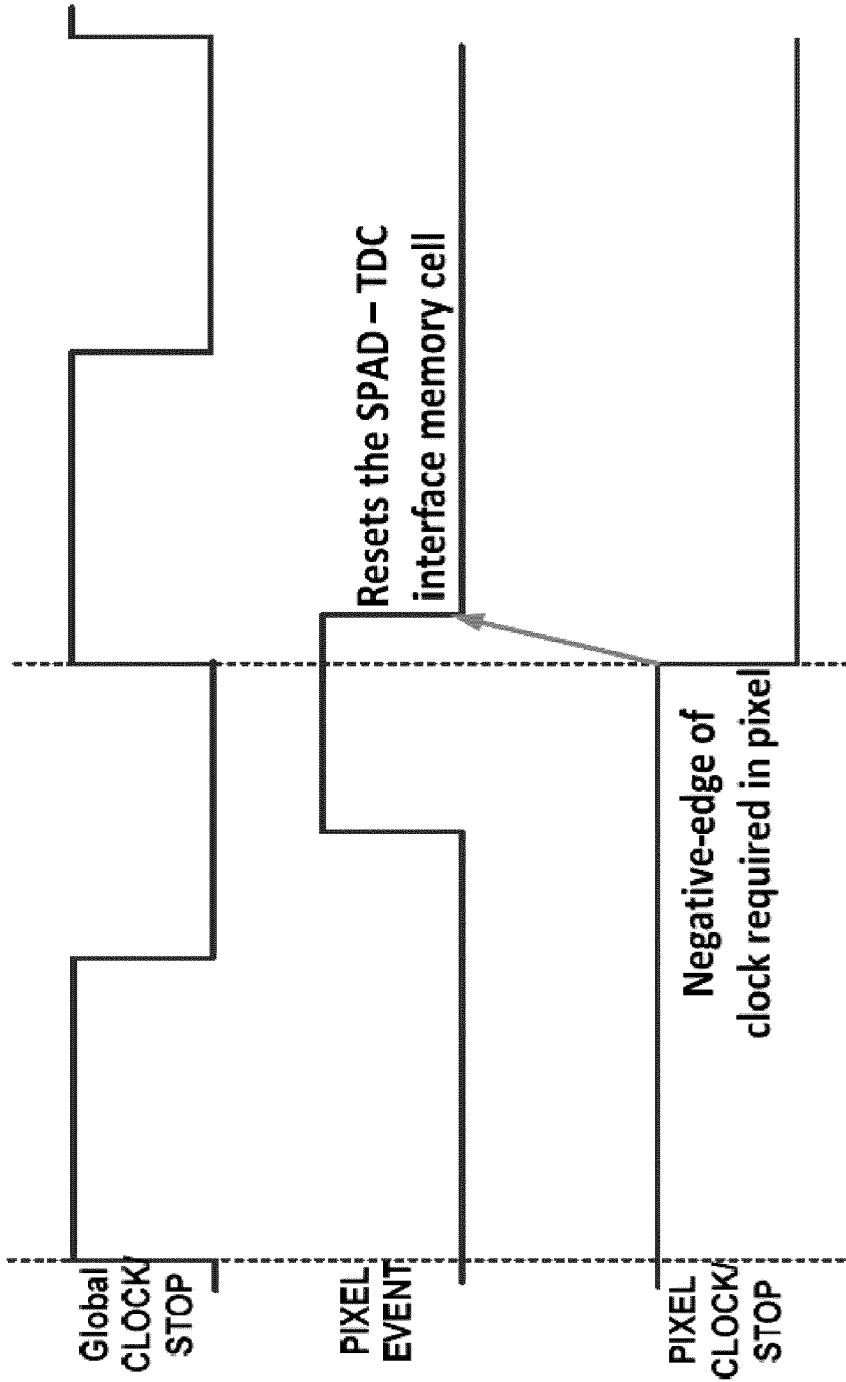 Global
CLOCK/
STOP
PIXEL
EVENT
Resets the SPAD – TDC
interface memory cell
PIXEL
CLOCK/
STOP
Negative-edge of
clock required in pixel